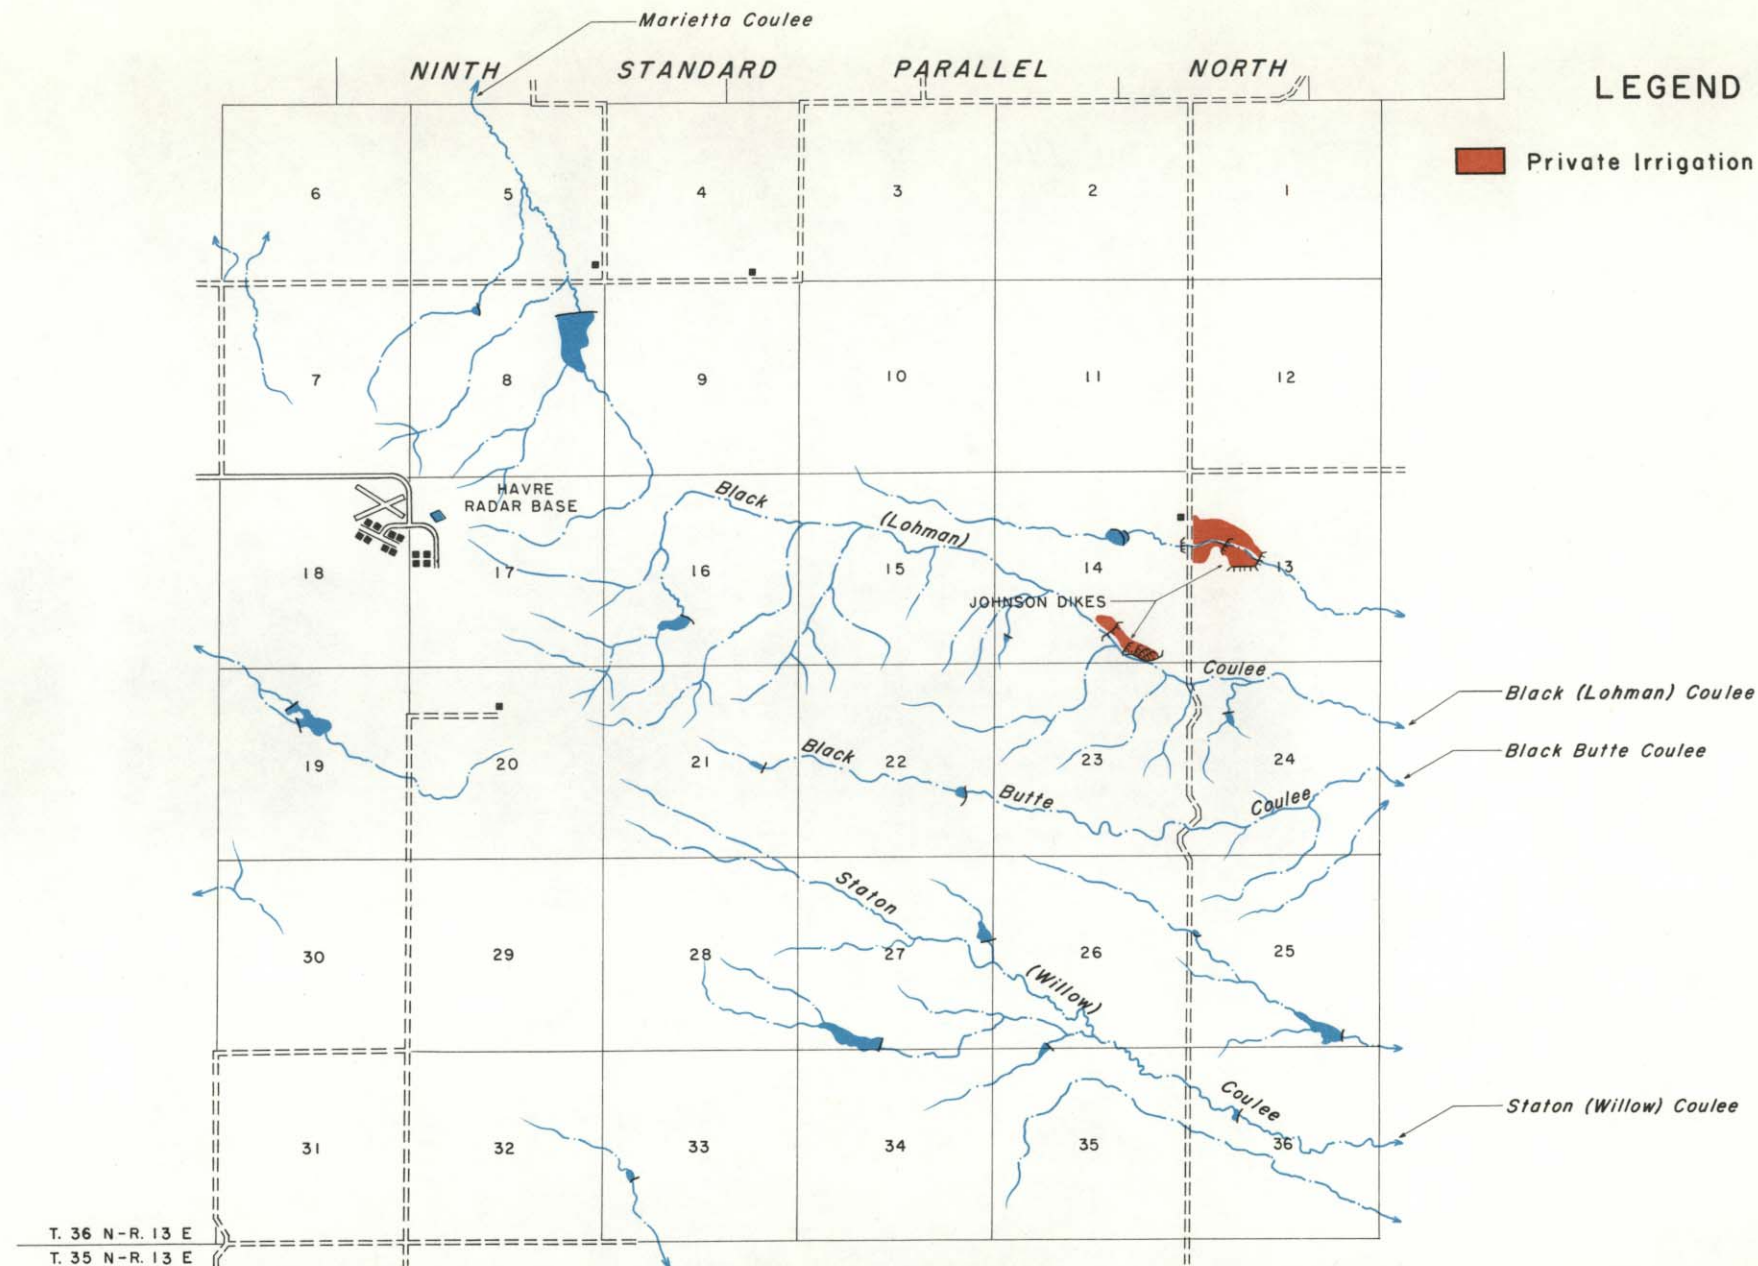 Marietta Coulee
NINTH STANDARD PARALLEL NORTH
LEGEND
Private Irrigation
6 5 4 3 2 1
7 8 9 10 11 12
HAVRE
RADAR BASE
Black
(Lohman)
18 17 16 15 14 13
JOHNSON DIKES
Coulee
Black (Lohman) Coulee
Black Butte Coulee
19 20 21 22 23 24
Black
Butte
Coulee
Staton
30 29 28 27 26 25
(Willow)
Coulee
Staton (Willow) Coulee
31 32 33 34 35 36
T. 36 N-R. 13 E
T. 35 N-R. 13 E